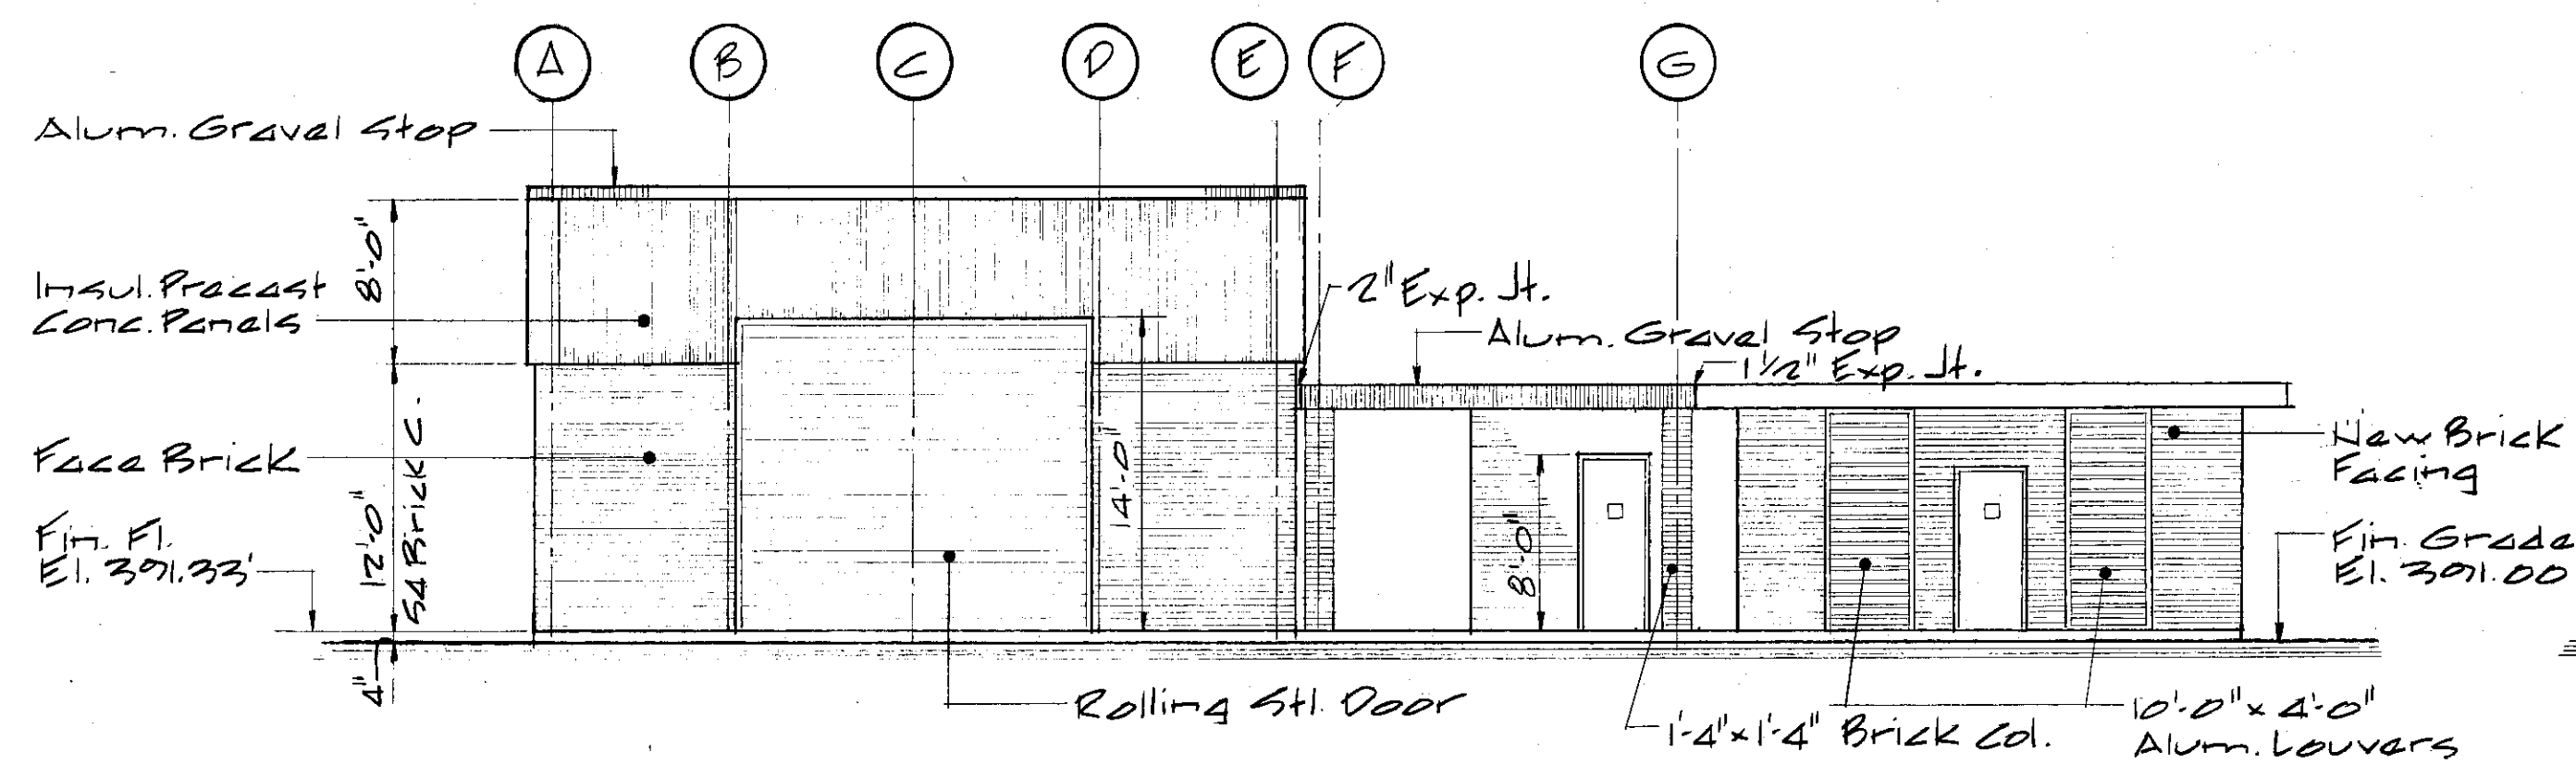 A B C D E F G
Alum. Gravel Stop
8'-0"
Insul. Precast
Conc. Panels
2" Exp. Jt.
Alum. Gravel Stop
1 1/2" Exp. Jt.
Face Brick
12'-0"
54 Brick C.
14'-0"
8'-0"
New Brick
Facing
Fin. Fl.
El. 391.33'
Fin. Grade
El. 391.00
4"
Rolling Stl. Door
1'-4" x 1'-4" Brick Col.
10'-0" x 4'-0"
Alum. Louvers